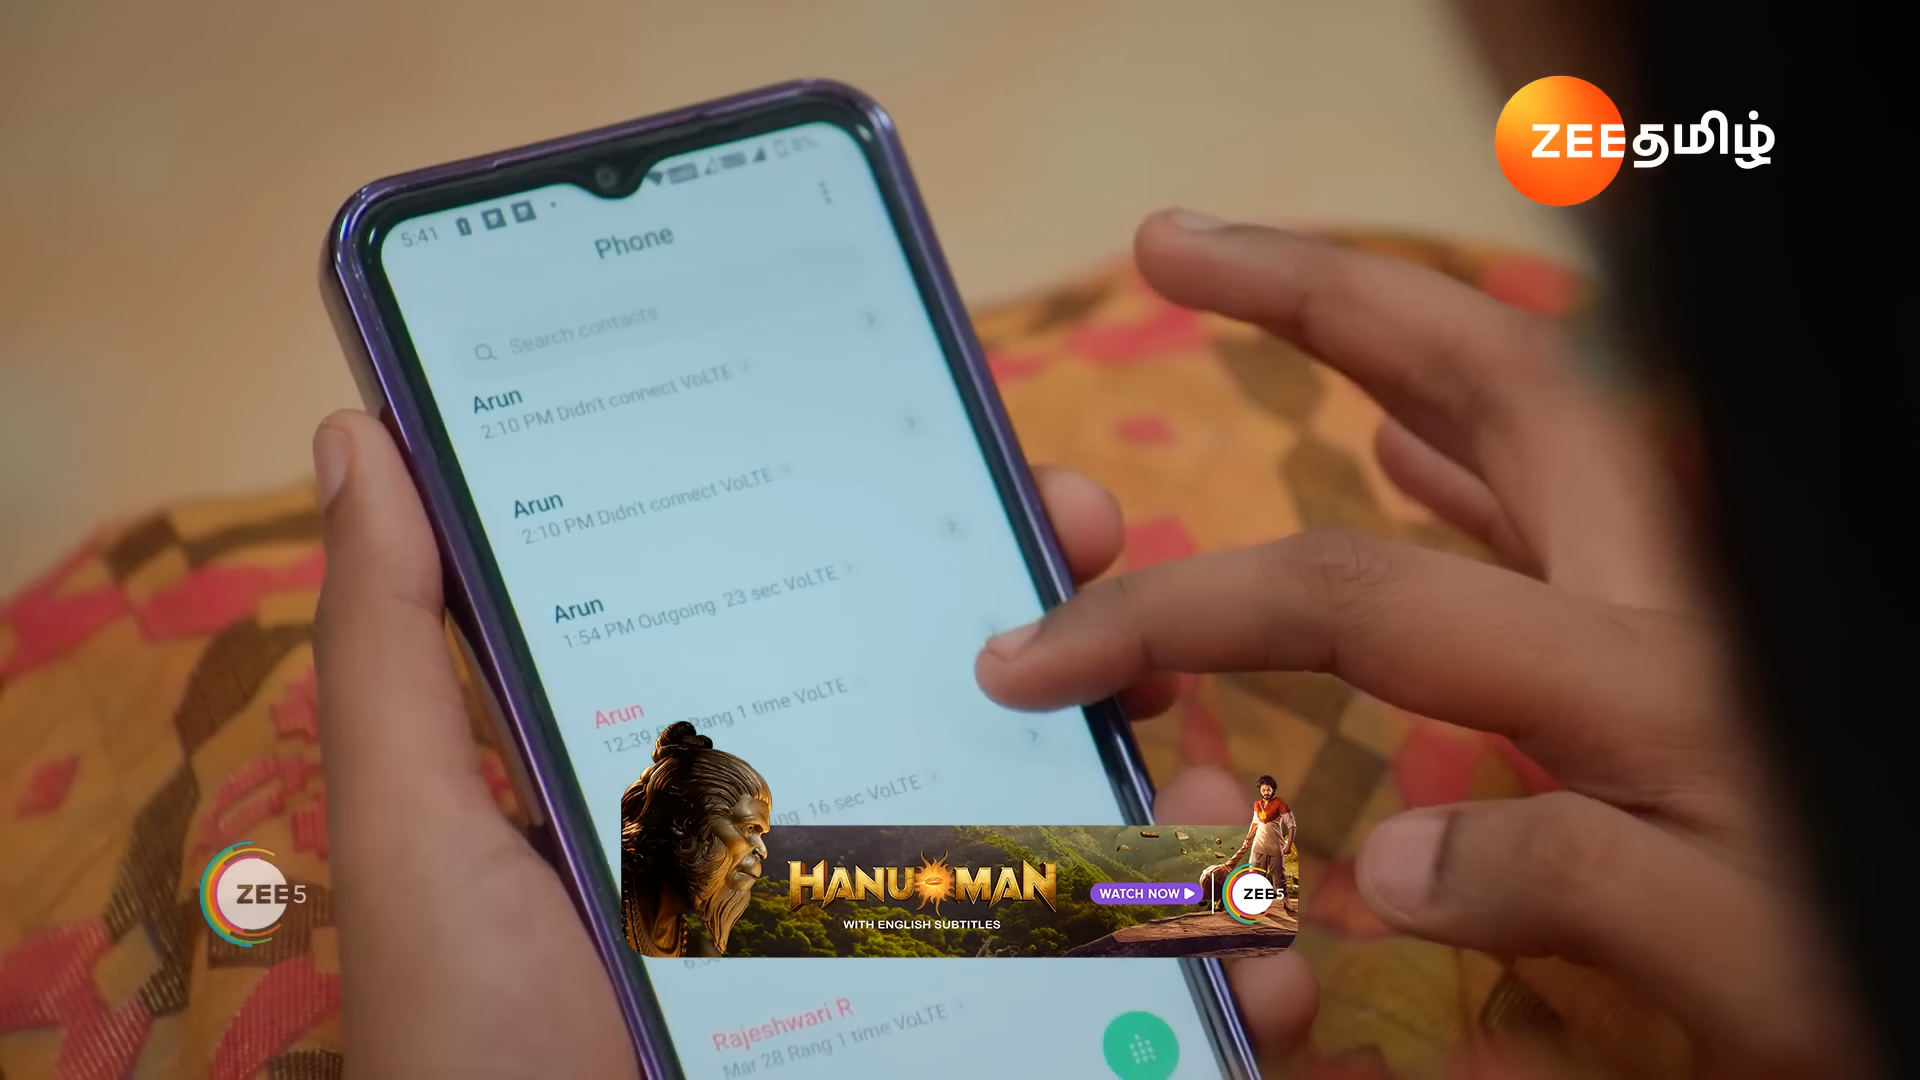 ZEEதமிழ்
5:41
Phone
Search contacts
Arun
2:10 PM Didn't connect VoLTE
Arun
2:10 PM Didn't connect VoLTE
Arun
1:54 PM Outgoing 23 sec VoLTE
Arun
12:39 Rang 1 time VoLTE
16 sec VoLTE
HANUMAN
WITH ENGLISH SUBTITLES
WATCH NOW
ZEE5
ZEE5
Rajeshwari R
Mar 28 Rang 1 time VoLTE